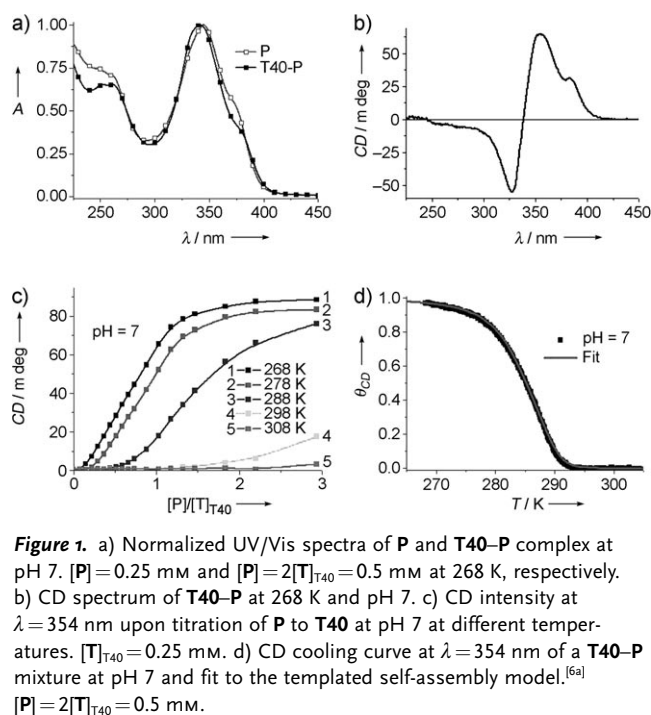 a)
1.00
0.75
0.50
0.25
0.00
A
P
T40-P
250 300 350 400 450
λ / nm
b)
50
25
0
−25
−50
CD / m deg
250 300 350 400 450
λ / nm
c)
80
60
40
20
0
CD / m deg
pH = 7
1
2
3
1 268 K
2 278 K
3 288 K
4 298 K
5 308 K
4
5
0 1 2 3
[P]/[T]T40
d)
1.0
0.8
0.6
0.4
0.2
0.0
θCD
pH = 7
Fit
270 280 290 300
T / K
Figure 1. a) Normalized UV/Vis spectra of P and T40–P complex at
pH 7. [P] = 0.25 mM and [P] = 2[T]T40 = 0.5 mM at 268 K, respectively.
b) CD spectrum of T40–P at 268 K and pH 7. c) CD intensity at
λ = 354 nm upon titration of P to T40 at pH 7 at different temper-
atures. [T]T40 = 0.25 mM. d) CD cooling curve at λ = 354 nm of a T40–P
mixture at pH 7 and fit to the templated self-assembly model.[6a]
[P] = 2[T]T40 = 0.5 mM.